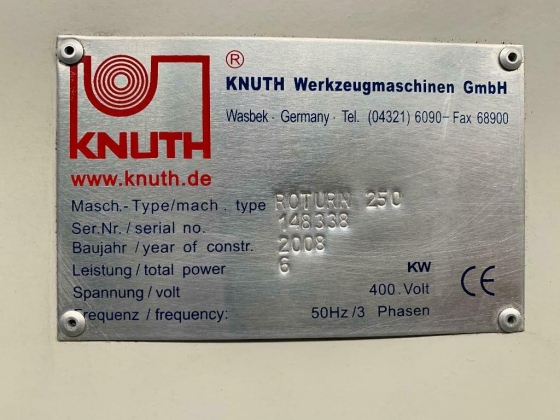 ®
KNUTH Werkzeugmaschinen GmbH
Wasbek · Germany · Tel. (04321) 6090-Fax 68900
KNUTH
www.knuth.de
Masch.-Type/mach. type ROTURN 250
Ser.Nr./serial no. 148338
Baujahr/year of constr. 2008
Leistung/total power 6 KW
Spannung/volt 400.Volt
Frequenz/frequency: 50Hz/3 Phasen
CE